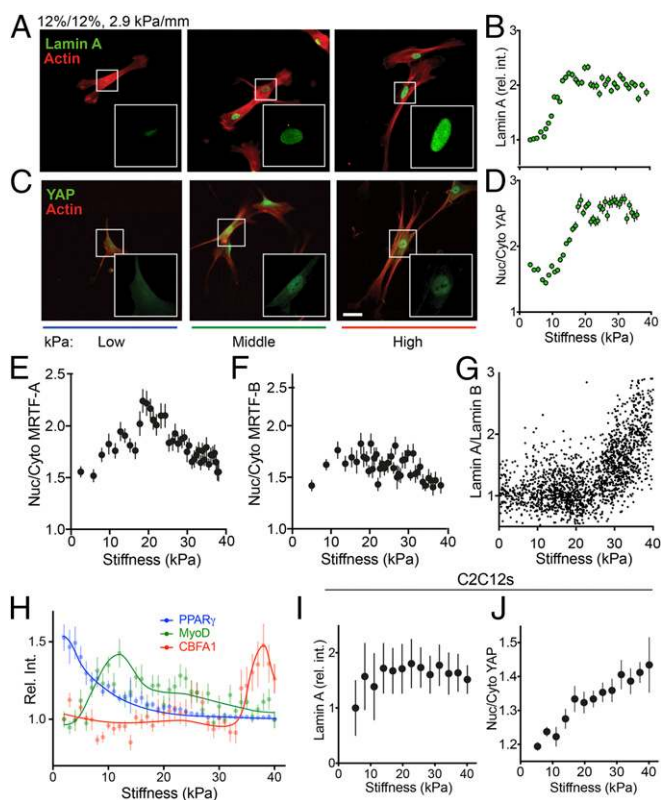 12%/12%, 2.9 kPa/mm
A
Lamin A
Actin
B
Lamin A (rel. int.)
3
2
1
0 10 20 30 40
C
YAP
Actin
D
Nuc/Cyto YAP
3
2
1
0 10 20 30 40
Stiffness (kPa)
kPa: Low Middle High
E
Nuc/Cyto MRTF-A
2.5
2.0
1.5
0 10 20 30 40
Stiffness (kPa)
F
Nuc/Cyto MRTF-B
2.0
1.5
0 10 20 30 40
Stiffness (kPa)
G
Lamin A/Lamin B
3
2
1
0 10 20 30 40
Stiffness (kPa)
C2C12s
H
PPARγ
MyoD
CBFA1
Rel. Int.
1.5
1.0
0 10 20 30 40
Stiffness (kPa)
I
Lamin A (rel. int.)
2
1
0
0 10 20 30 40
Stiffness (kPa)
J
Nuc/Cyto YAP
1.5
1.4
1.3
1.2
0 10 20 30 40
Stiffness (kPa)